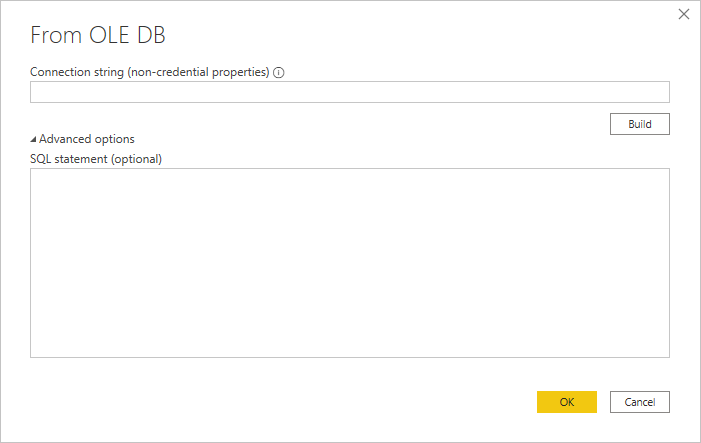 From OLE DB
Connection string (non-credential properties)
Build
Advanced options
SQL statement (optional)
OK
Cancel